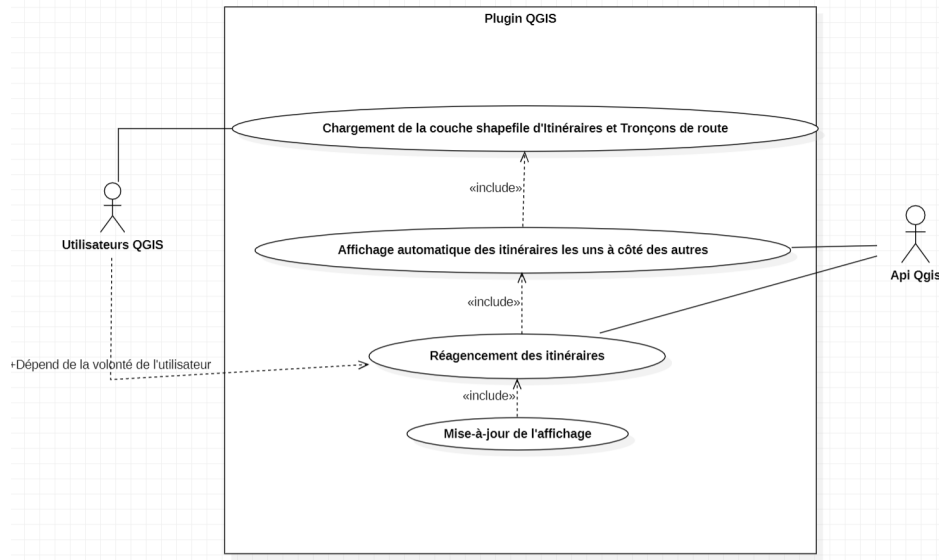 Plugin QGIS
Chargement de la couche shapefile d'Itinéraires et Tronçons de route
«include»
Utilisateurs QGIS
Affichage automatique des itinéraires les uns à côté des autres
Api Qgis
«include»
Réagencement des itinéraires
+Dépend de la volonté de l'utilisateur
«include»
Mise-à-jour de l'affichage